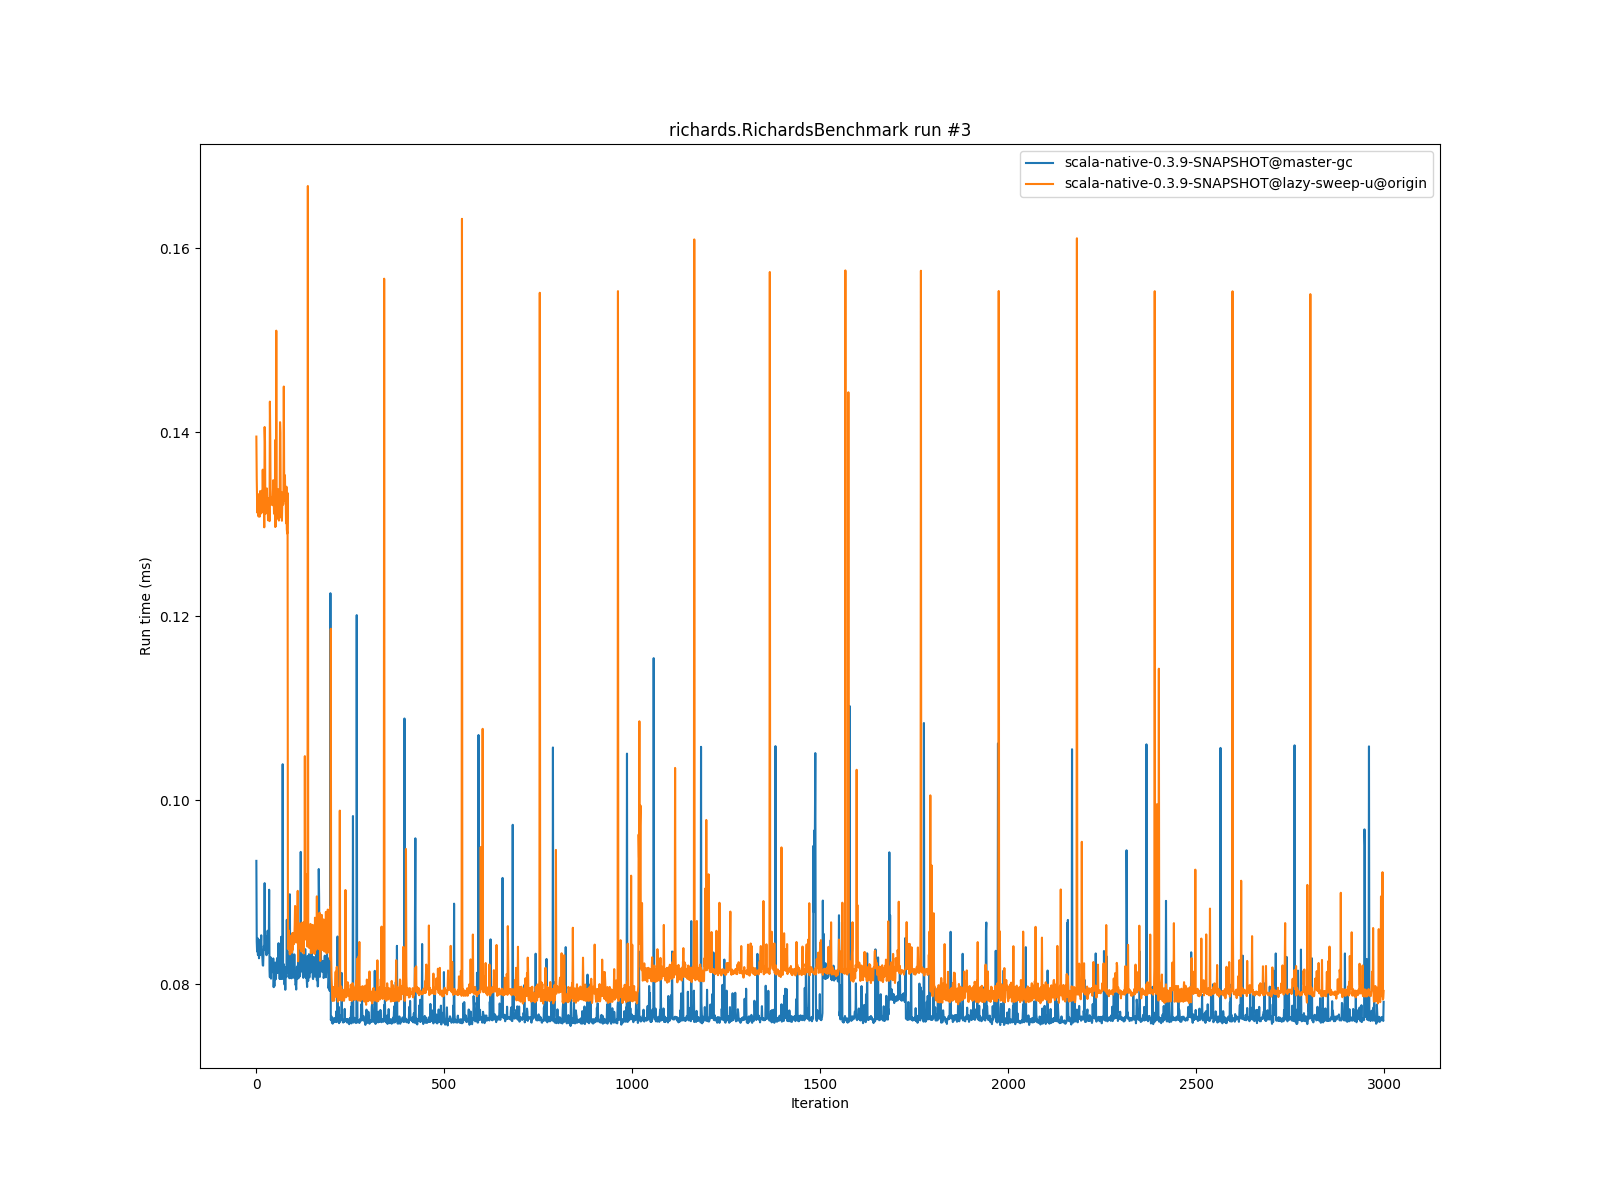 richards.RichardsBenchmark run #3
scala-native-0.3.9-SNAPSHOT@master-gc
scala-native-0.3.9-SNAPSHOT@lazy-sweep-u@origin
0.16
0.14
0.12
0.10
0.08
Run time (ms)
0 500 1000 1500 2000 2500 3000
Iteration